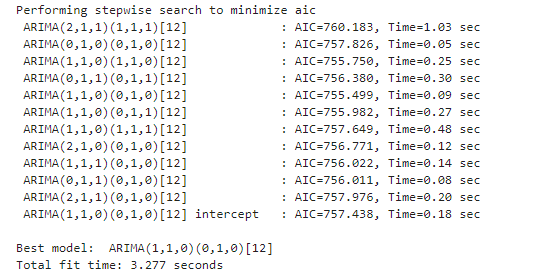 Performing stepwise search to minimize aic
ARIMA(2,1,1)(1,1,1)[12]             : AIC=760.183, Time=1.03 sec
ARIMA(0,1,0)(0,1,0)[12]             : AIC=757.826, Time=0.05 sec
ARIMA(1,1,0)(1,1,0)[12]             : AIC=755.750, Time=0.25 sec
ARIMA(0,1,1)(0,1,1)[12]             : AIC=756.380, Time=0.30 sec
ARIMA(1,1,0)(0,1,0)[12]             : AIC=755.499, Time=0.09 sec
ARIMA(1,1,0)(0,1,1)[12]             : AIC=755.982, Time=0.27 sec
ARIMA(1,1,0)(1,1,1)[12]             : AIC=757.649, Time=0.48 sec
ARIMA(2,1,0)(0,1,0)[12]             : AIC=756.771, Time=0.12 sec
ARIMA(1,1,1)(0,1,0)[12]             : AIC=756.022, Time=0.14 sec
ARIMA(0,1,1)(0,1,0)[12]             : AIC=756.011, Time=0.08 sec
ARIMA(2,1,1)(0,1,0)[12]             : AIC=757.976, Time=0.20 sec
ARIMA(1,1,0)(0,1,0)[12] intercept   : AIC=757.438, Time=0.18 sec
Best model:  ARIMA(1,1,0)(0,1,0)[12]
Total fit time: 3.277 seconds